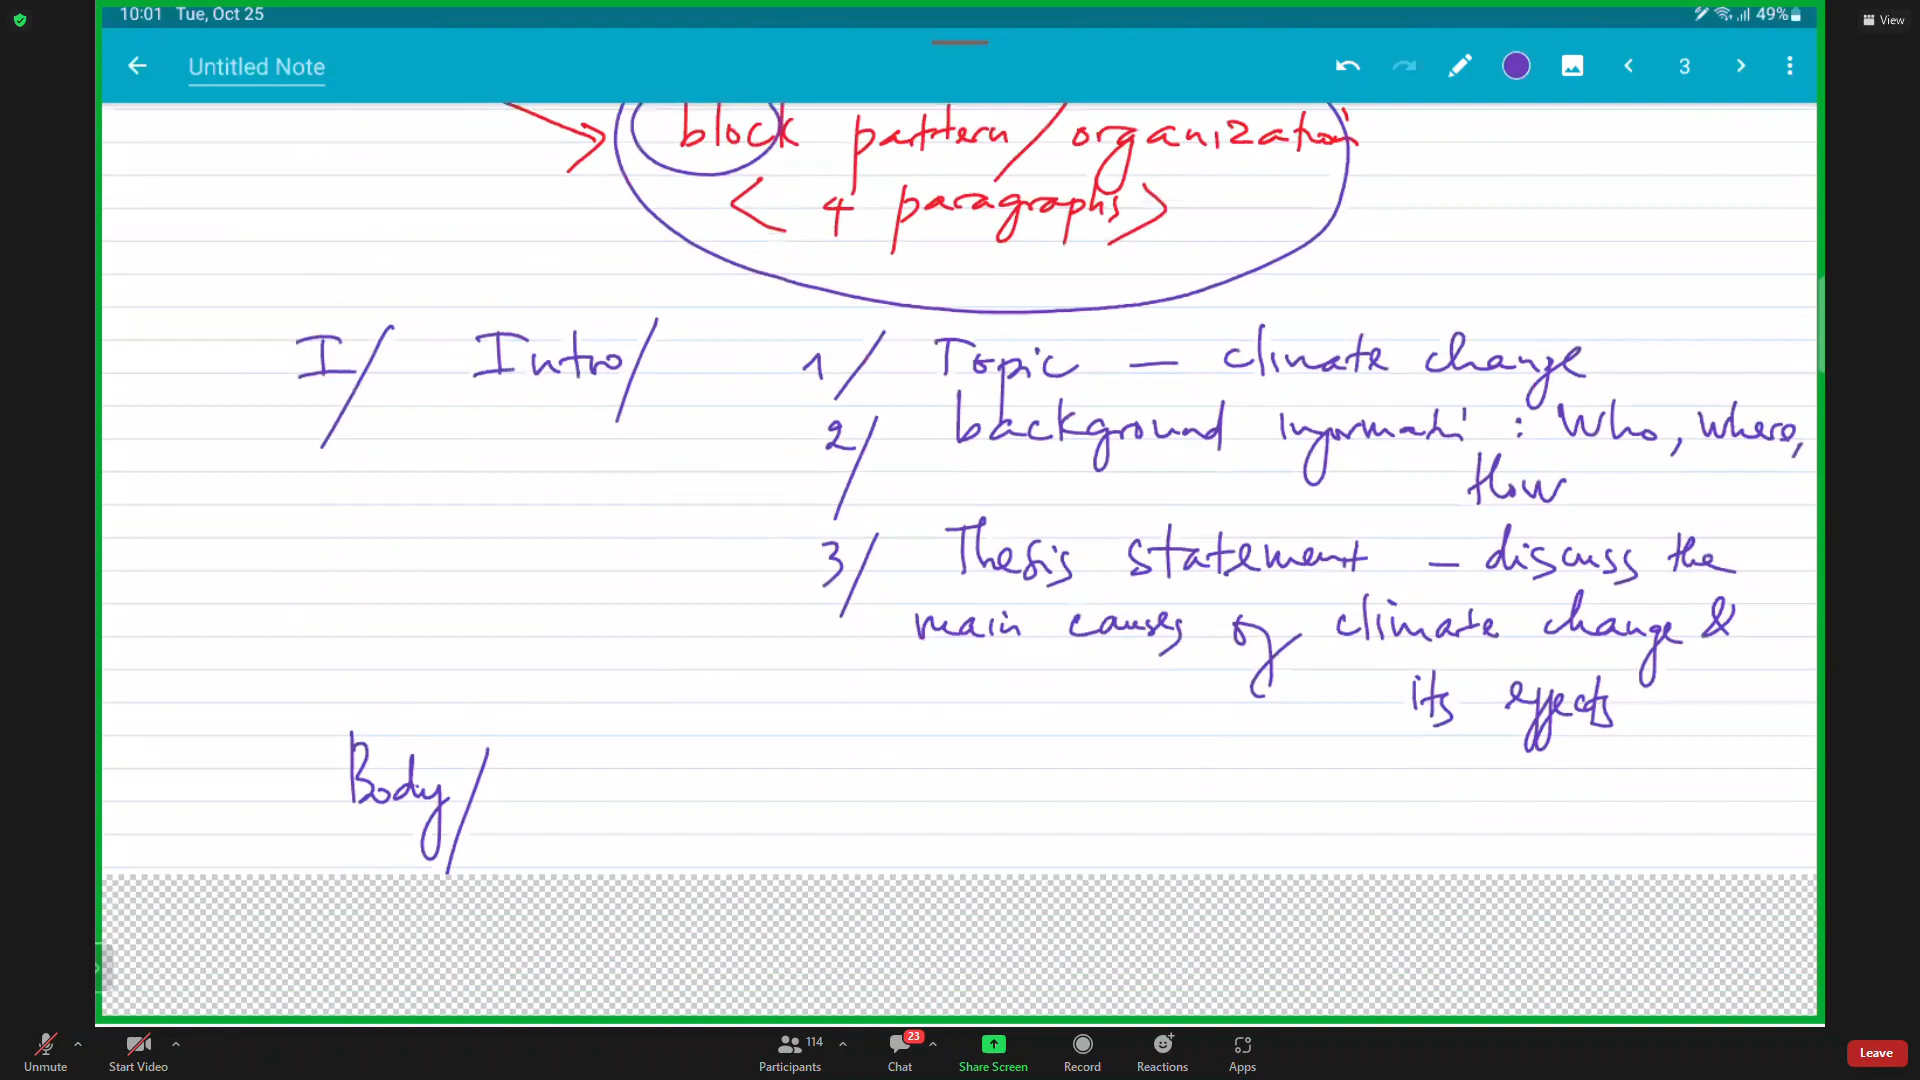 10:01 Tue, Oct 25
49%
View
Untitled Note
3
block pattern / organization
< 4 paragraphs >
I/ Intro/ 1/ Topic — climate change
2/ background : Who, where,
How
3/ Thesis statement – discuss the
main causes of climate change &
its effects
Body/
Unmute
Start Video
114
Participants
23
Chat
Share Screen
Record
Reactions
Apps
Leave